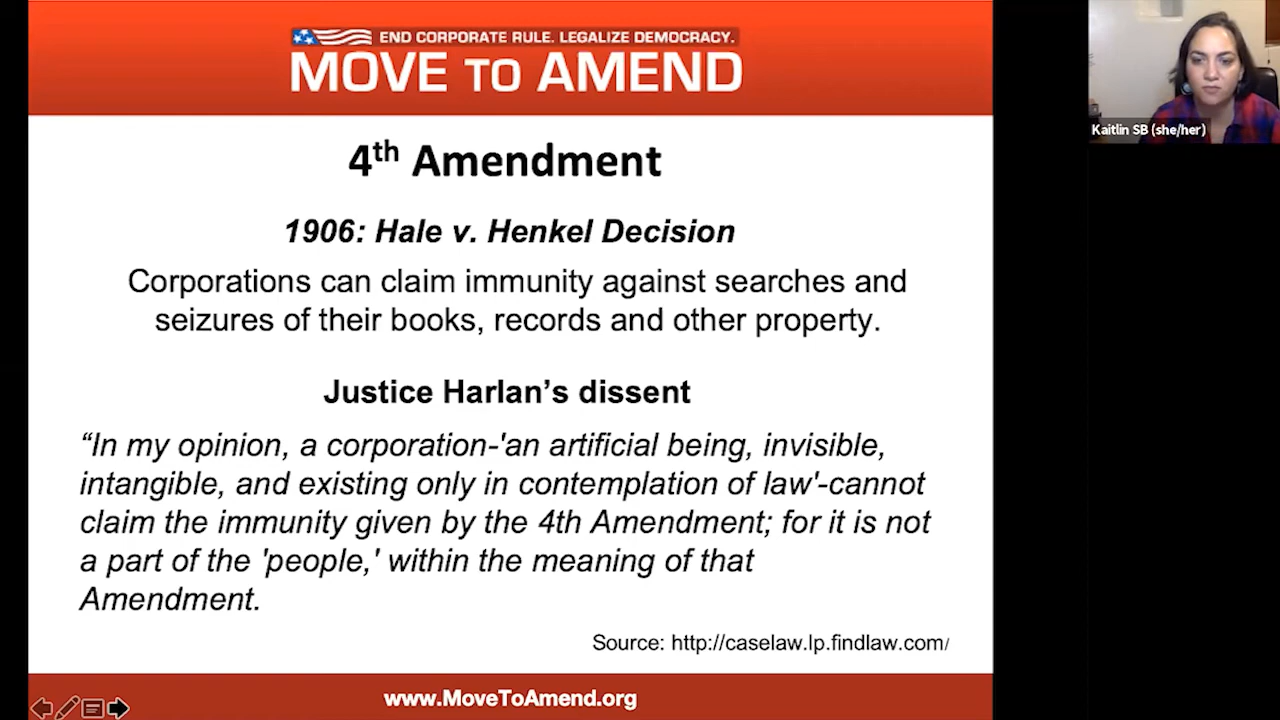 END CORPORATE RULE. LEGALIZE DEMOCRACY.
MOVE TO AMEND
4th Amendment
1906: Hale v. Henkel Decision
Corporations can claim immunity against searches and
seizures of their books, records and other property.
Justice Harlan’s dissent
“In my opinion, a corporation-'an artificial being, invisible,
intangible, and existing only in contemplation of law'-cannot
claim the immunity given by the 4th Amendment; for it is not
a part of the 'people,' within the meaning of that
Amendment.
Source: http://caselaw.lp.findlaw.com/
www.MoveToAmend.org
Kaitlin SB (she/her)